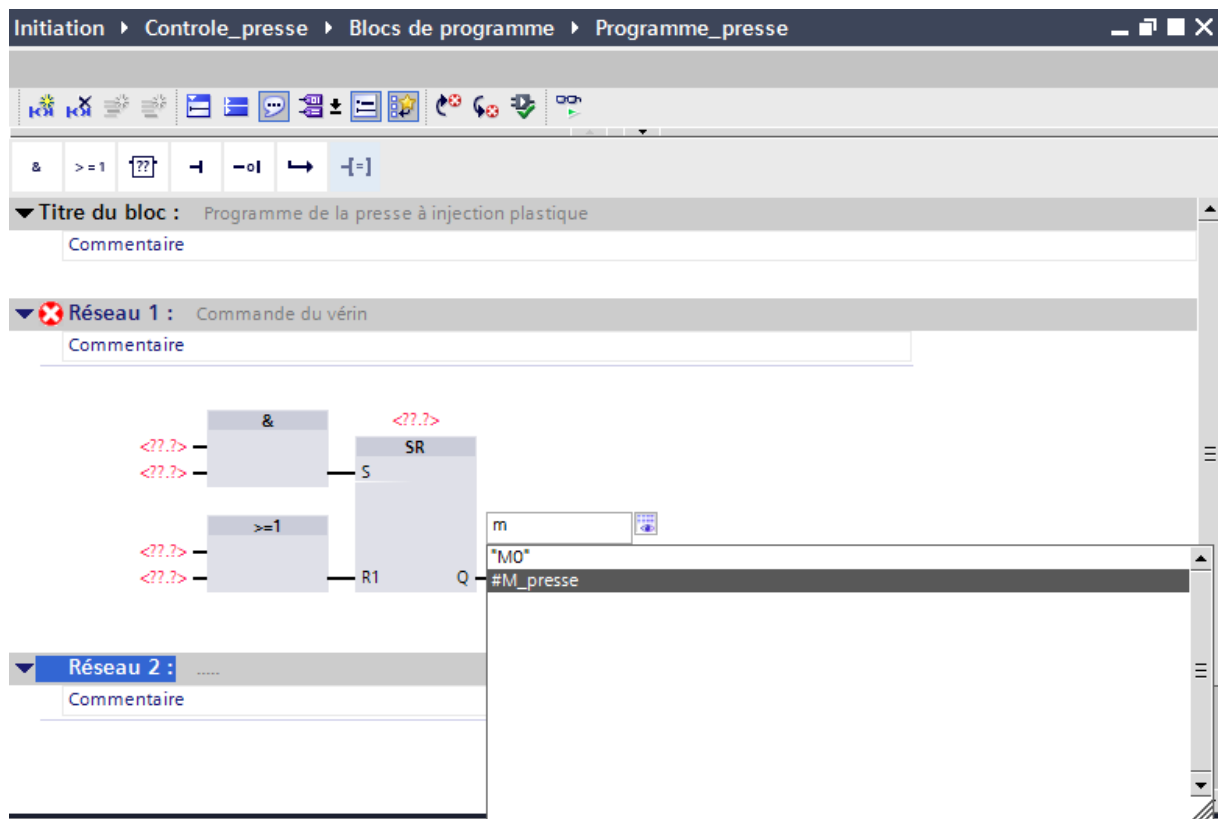 Initiation ▸ Controle_presse ▸ Blocs de programme ▸ Programme_presse
& >=1 ??
Titre du bloc : Programme de la presse à injection plastique
Commentaire
Réseau 1 : Commande du vérin
Commentaire
& <??.?>
<??.?> SR
<??.?> S
>=1 m
<??.?> "M0"
<??.?> R1 Q #M_presse
Réseau 2 : .....
Commentaire